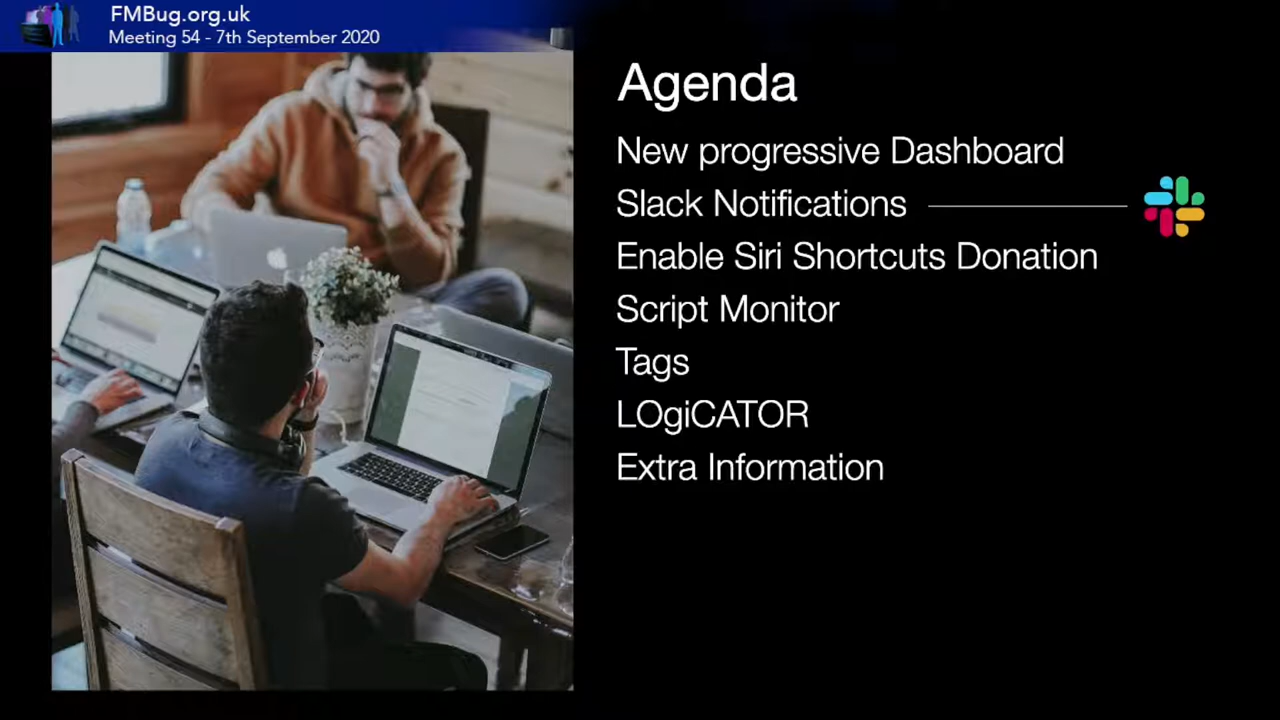 FMBug.org.uk
Meeting 54 - 7th September 2020
Agenda
New progressive Dashboard
Slack Notifications
Enable Siri Shortcuts Donation
Script Monitor
Tags
LOgiCATOR
Extra Information